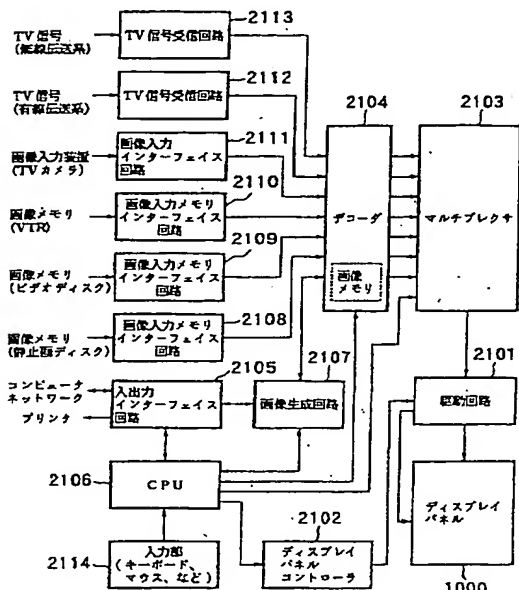 2113
TV信号
(無線伝送系)
TV信号受信回路
2112
TV信号
(有線伝送系)
TV信号受信回路
2104
2103
2111
画像入力装置
(TVカメラ)
画像入力
インターフェイス
回路
2110
画像メモリ
(VTR)
画像入力メモリ
インターフェイス
回路
デコーダ
マルチプレクサ
2109
画像メモリ
(ビデオディスク)
画像入力メモリ
インターフェイス
回路
画像
メモリ
2108
画像メモリ
(静止画ディスク)
画像入力メモリ
インターフェイス
回路
2105
2107
2101
コンピュータ
ネットワーク
プリンタ
入出力
インターフェイス
回路
画像生成回路
駆動回路
2106
CPU
ディスプレイ
パネル
2102
2114
入力部
(キーボード、
マウス、など)
ディスプレイ
パネル
コントローラ
1000